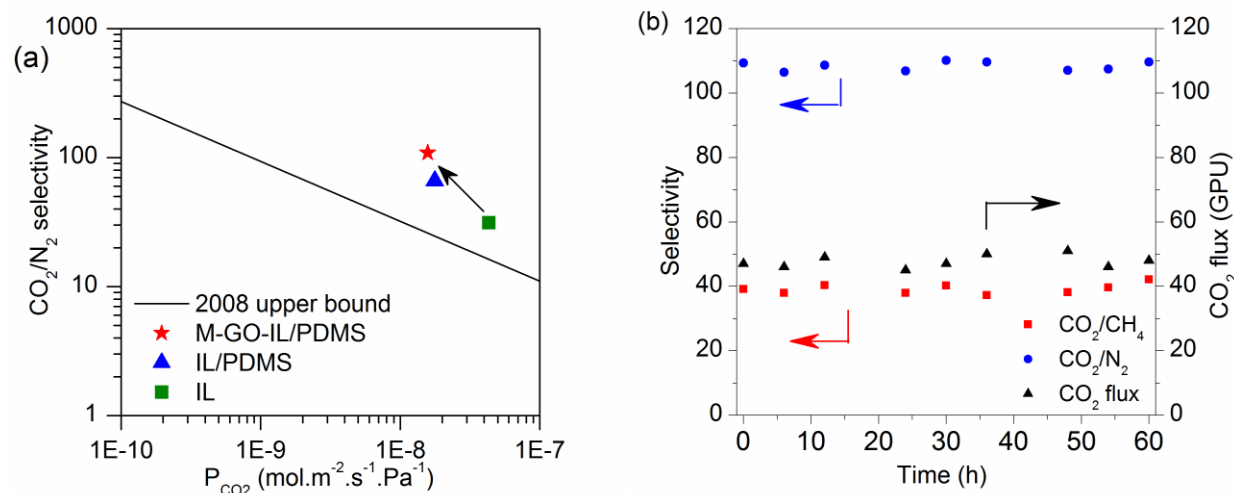 (a)
1000
100
10
1
CO₂/N₂ selectivity
2008 upper bound
M-GO-IL/PDMS
IL/PDMS
IL
1E-10 1E-9 1E-8 1E-7
P_CO2 (mol.m⁻².s⁻¹.Pa⁻¹)
(b)
120
100
80
60
40
20
0
Selectivity
120
100
80
60
40
20
0
CO₂ flux (GPU)
CO₂/CH₄
CO₂/N₂
CO₂ flux
0 10 20 30 40 50 60
Time (h)